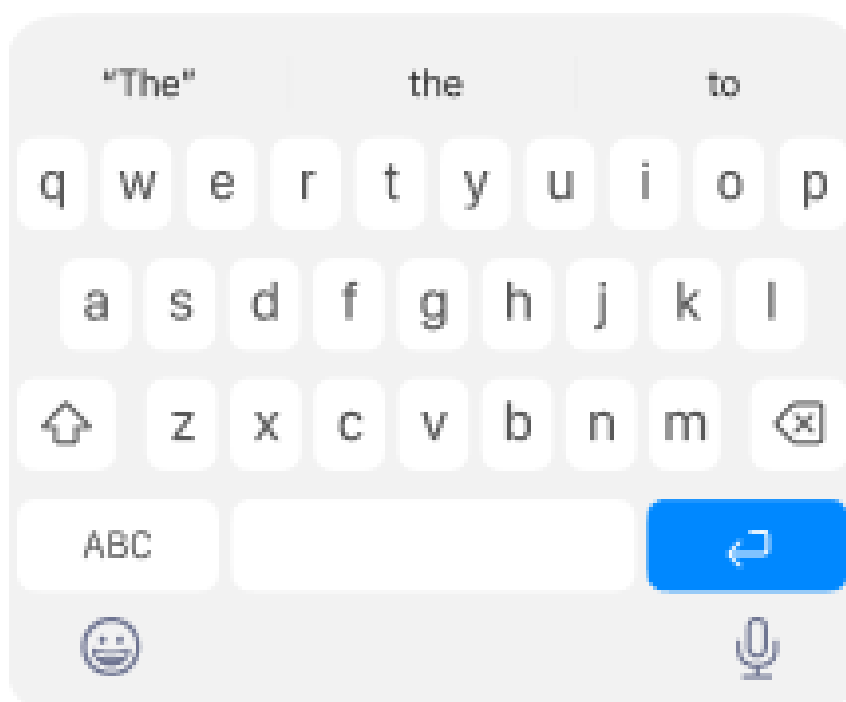 “The” the to
q w e r t y u i o p
a s d f g h j k l
z x c v b n m
ABC